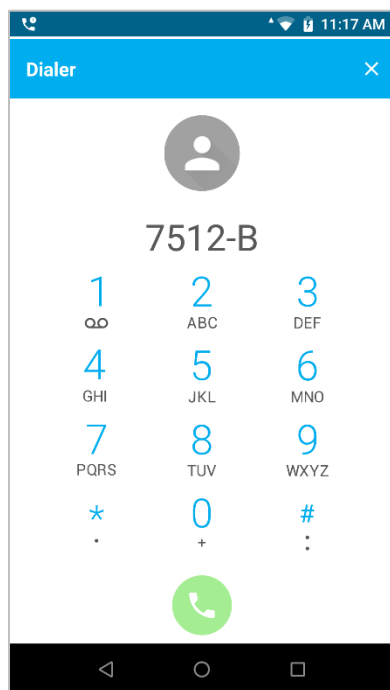 11:17 AM
Dialer
7512-B
1 2 3
ABC DEF
4 5 6
GHI JKL MNO
7 8 9
PQRS TUV WXYZ
* 0 #
. + :